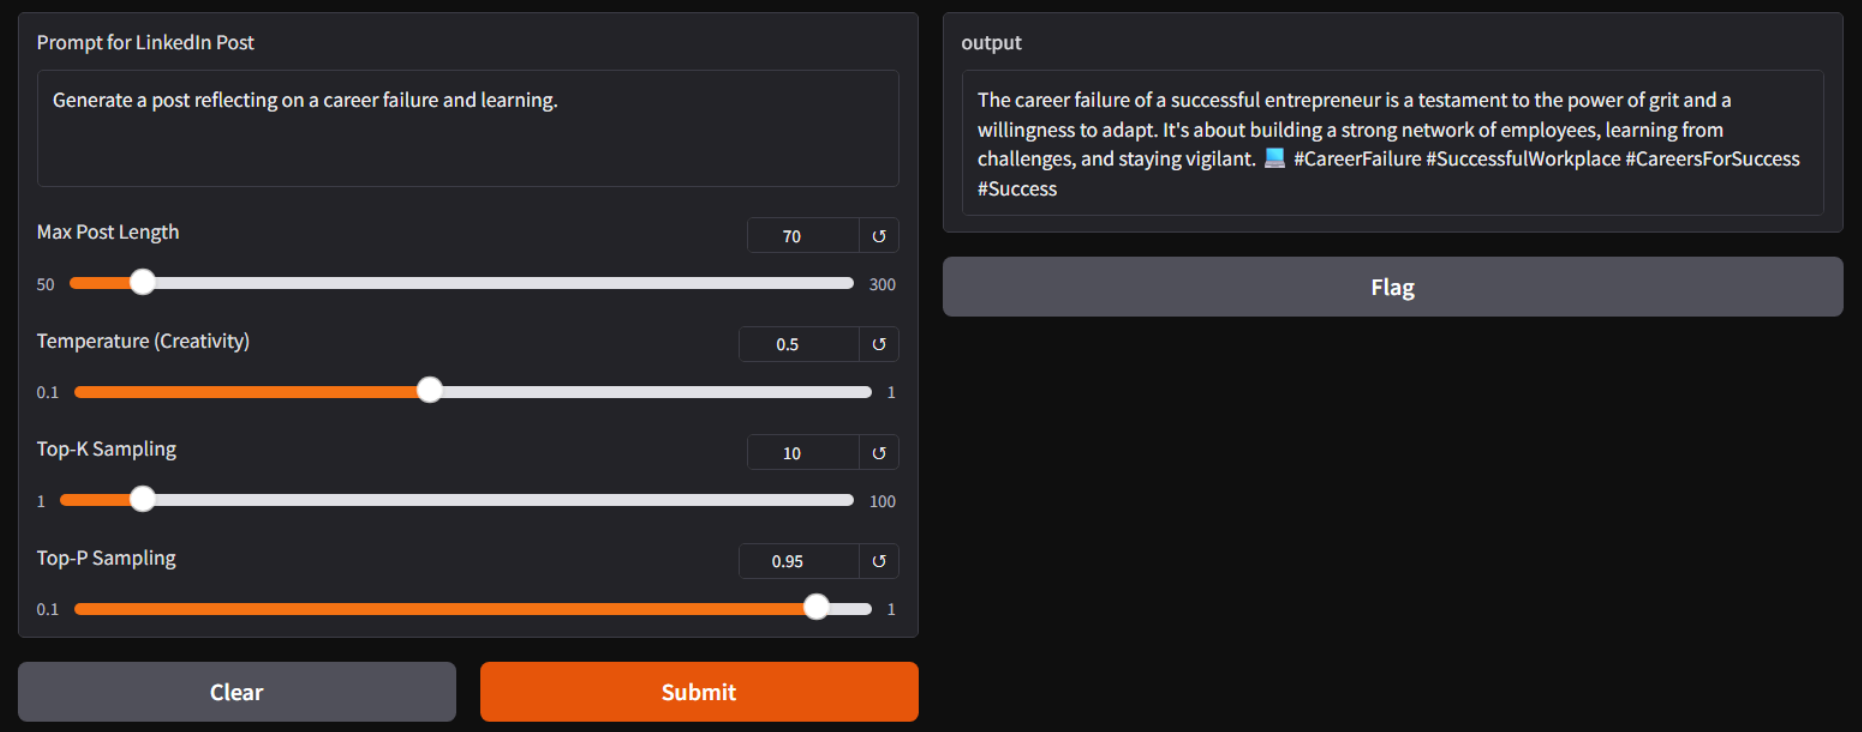 Prompt for LinkedIn Post
Generate a post reflecting on a career failure and learning.
Max Post Length
70 ↺
50 300
Temperature (Creativity)
0.5 ↺
0.1 1
Top-K Sampling
10 ↺
1 100
Top-P Sampling
0.95 ↺
0.1 1
Clear
Submit
output
The career failure of a successful entrepreneur is a testament to the power of grit and a
willingness to adapt. It's about building a strong network of employees, learning from
challenges, and staying vigilant. 💻 #CareerFailure #SuccessfulWorkplace #CareersForSuccess
#Success
Flag